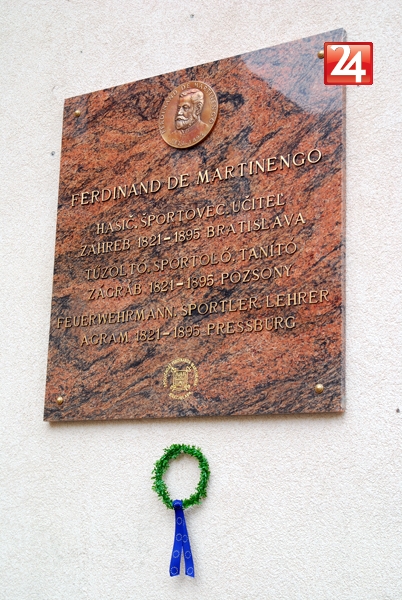 24
FERDINAND DE MARTINENGO
HASIČ, ŠPORTOVEC, UČITEĽ
ZÁHREB, 1821-1895 BRATISLAVA
TŰZOLTÓ, SPORTOLÓ, TANÍTÓ
ZÁGRÁB, 1821-1895 POZSONY
FEUERWEHRMANN, SPORTLER, LEHRER
AGRAM, 1821-1895 PRESSBURG